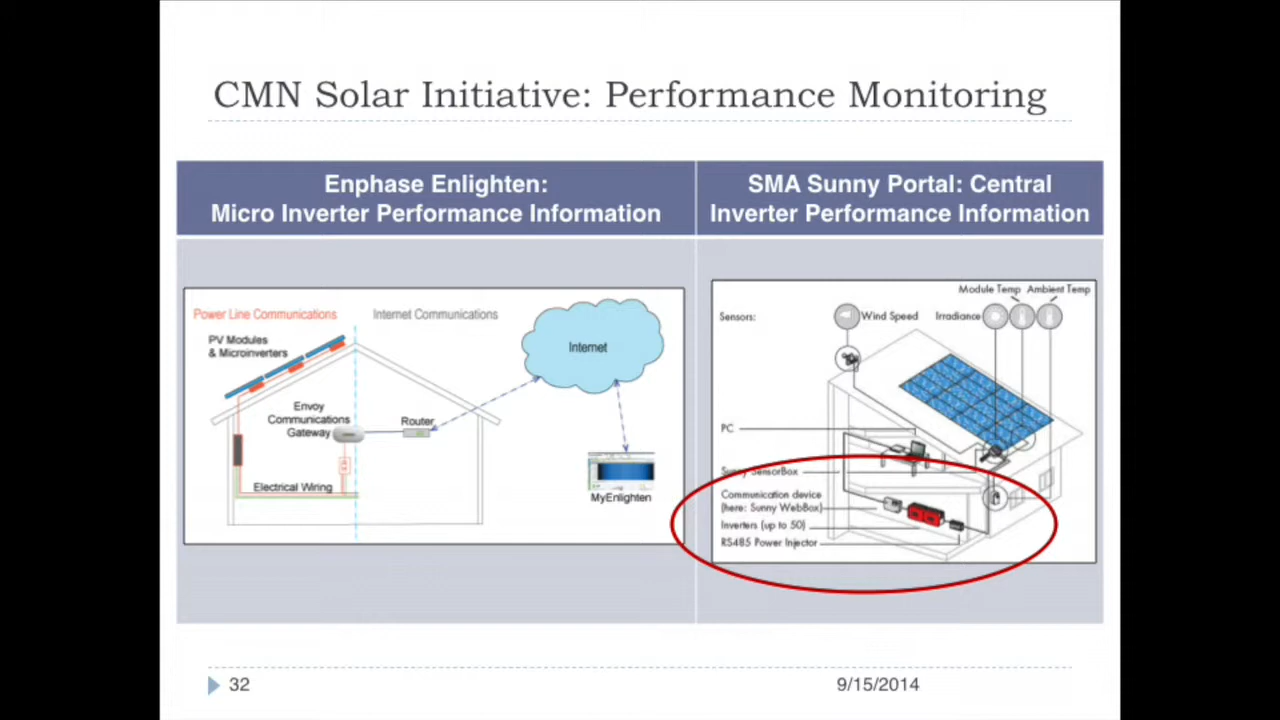 CMN Solar Initiative: Performance Monitoring
Enphase Enlighten:
Micro Inverter Performance Information
SMA Sunny Portal: Central
Inverter Performance Information
Power Line Communications
Internet Communications
PV Modules
& Microinverters
Internet
Envoy
Communications
Gateway
Router
Electrical Wiring
MyEnlighten
Module Temp
Ambient Temp
Sensors:
Wind Speed
Irradiance
PC
Sunny SensorBox
Communication device
(here: Sunny WebBox)
Inverters (up to 50)
RS485 Power Injector
32
9/15/2014